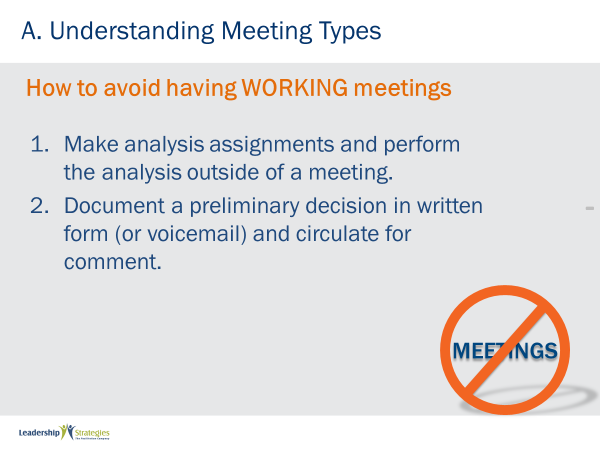 A. Understanding Meeting Types
How to avoid having WORKING meetings
1. Make analysis assignments and perform
the analysis outside of a meeting.
2. Document a preliminary decision in written
form (or voicemail) and circulate for
comment.
MEETINGS
Leadership Strategies
The Facilitation Company